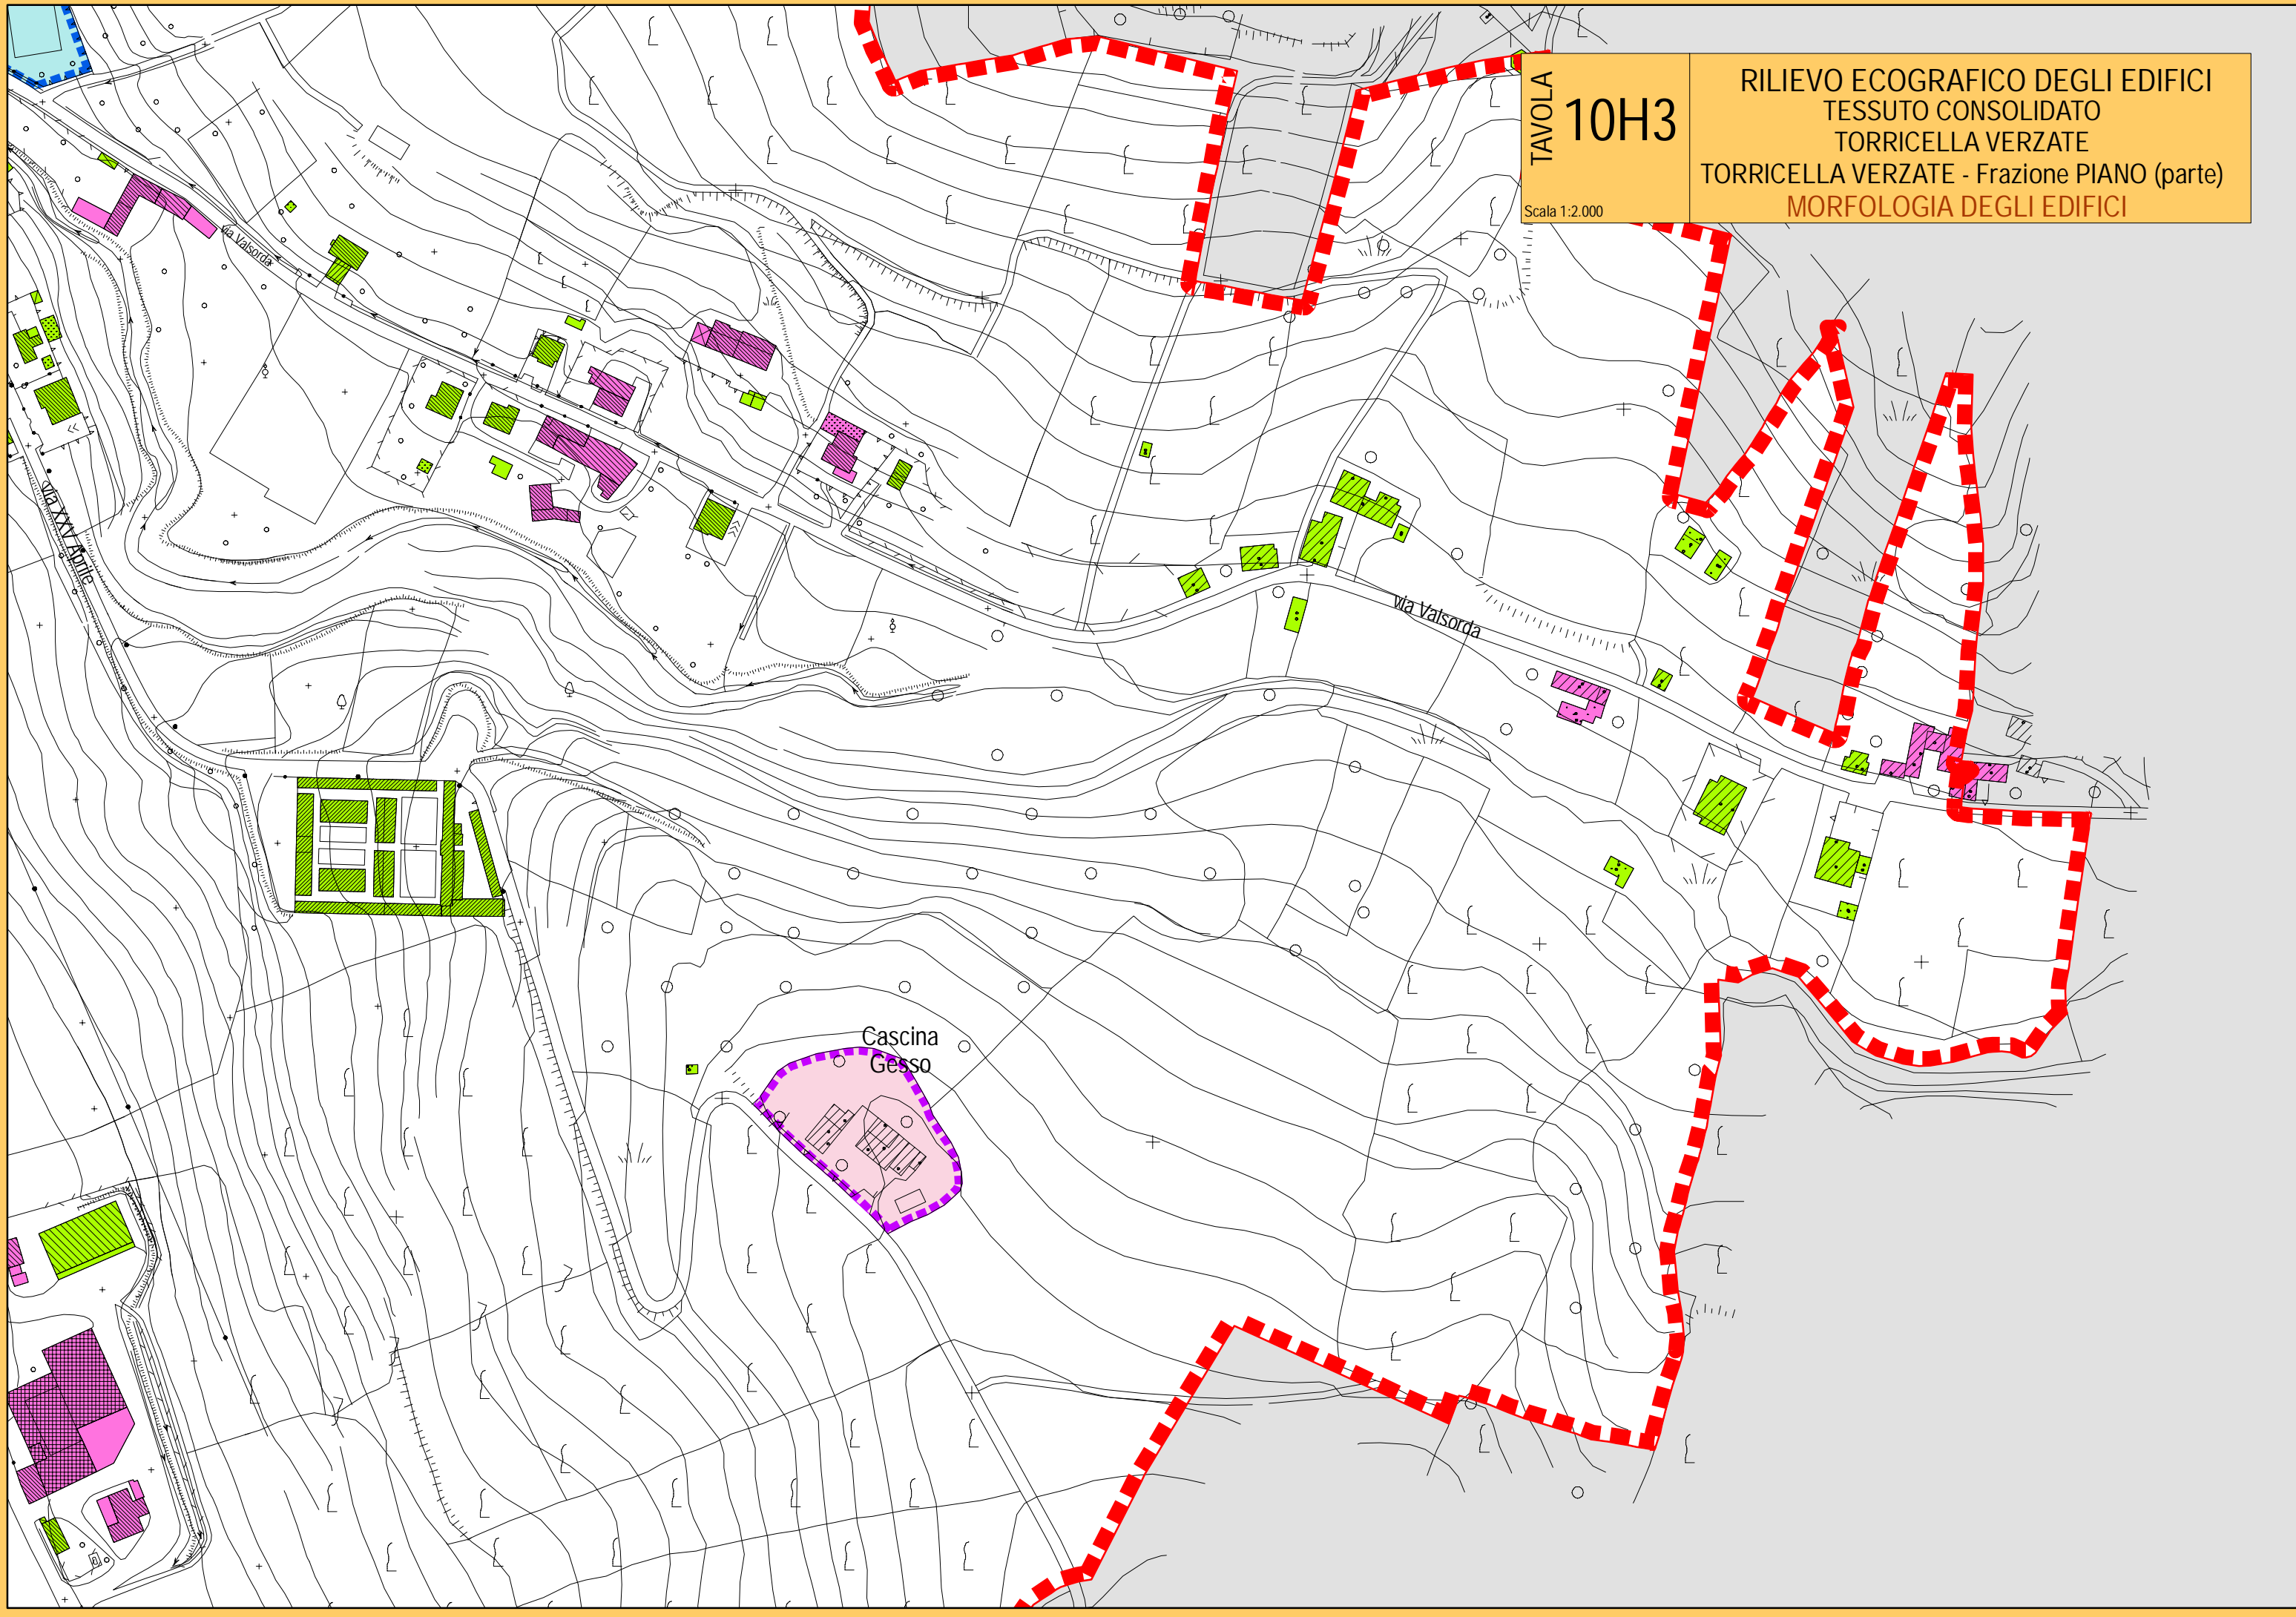 TAVOLA
10H3
Scala 1:2.000
RILIEVO ECOGRAFICO DEGLI EDIFICI
TESSUTO CONSOLIDATO
TORRICELLA VERZATE
TORRICELLA VERZATE - Frazione PIANO (parte)
MORFOLOGIA DEGLI EDIFICI
via Valsorda
via XXV Aprile
via Valsorda
Cascina
Gesso